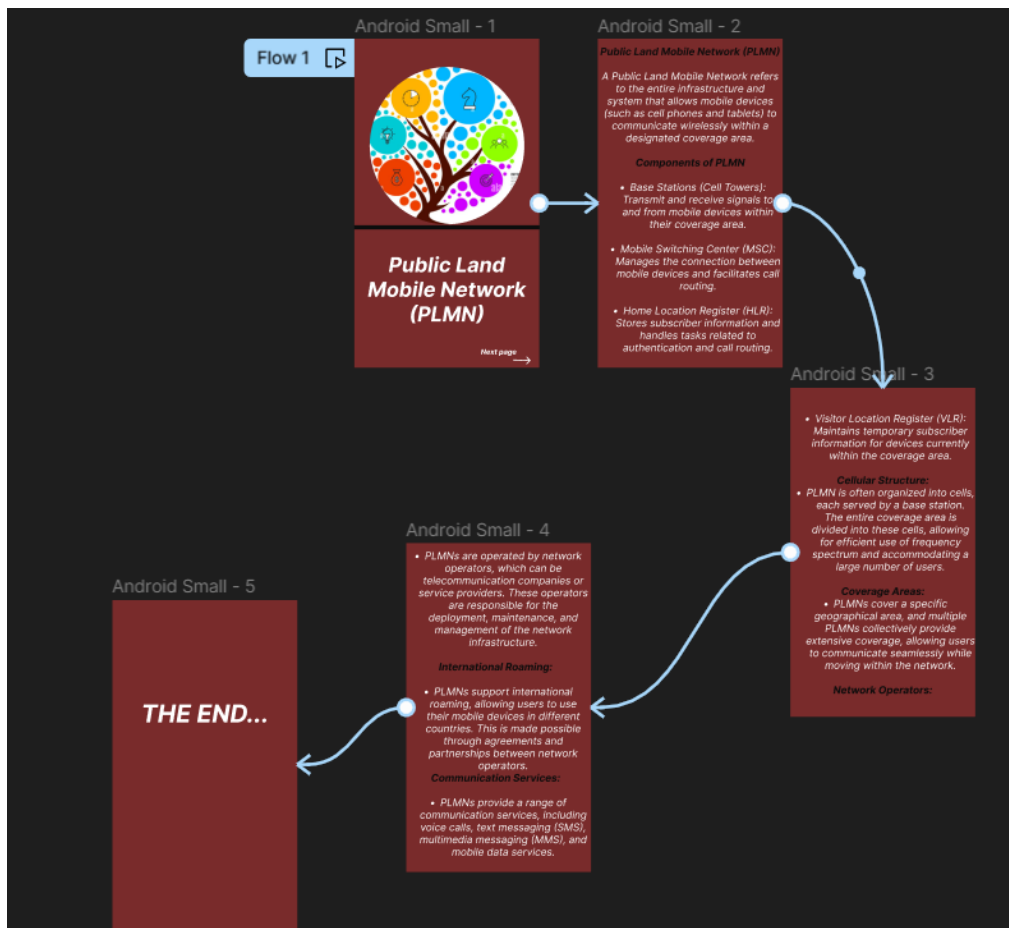 Android Small - 1
Flow 1
Public Land
Mobile Network
(PLMN)
Next page
Android Small - 2
Public Land Mobile Network (PLMN)
A Public Land Mobile Network refers
to the entire infrastructure and
system that allows mobile devices
(such as cell phones and tablets) to
communicate wirelessly within a
designated coverage area.
Components of PLMN
• Base Stations (Cell Towers):
Transmit and receive signals to
and from mobile devices within
their coverage area.
• Mobile Switching Center (MSC):
Manages the connection between
mobile devices and facilitates call
routing.
• Home Location Register (HLR):
Stores subscriber information and
handles tasks related to
authentication and call routing.
Android Small - 3
• Visitor Location Register (VLR):
Maintains temporary subscriber
information for devices currently
within the coverage area.
Cellular Structure:
• PLMN is often organized into cells,
each served by a base station.
The entire coverage area is
divided into these cells, allowing
for efficient use of frequency
spectrum and accommodating a
large number of users.
Coverage Areas:
• PLMNs cover a specific
geographical area, and multiple
PLMNs collectively provide
extensive coverage, allowing users
to communicate seamlessly while
moving within the network.
Network Operators:
Android Small - 4
• PLMNs are operated by network
operators, which can be
telecommunication companies or
service providers. These operators
are responsible for the
deployment, maintenance, and
management of the network
infrastructure.
International Roaming:
• PLMNs support international
roaming, allowing users to use
their mobile devices in different
countries. This is made possible
through agreements and
partnerships between network
operators.
Communication Services:
• PLMNs provide a range of
communication services, including
voice calls, text messaging (SMS),
multimedia messaging (MMS), and
mobile data services.
Android Small - 5
THE END...